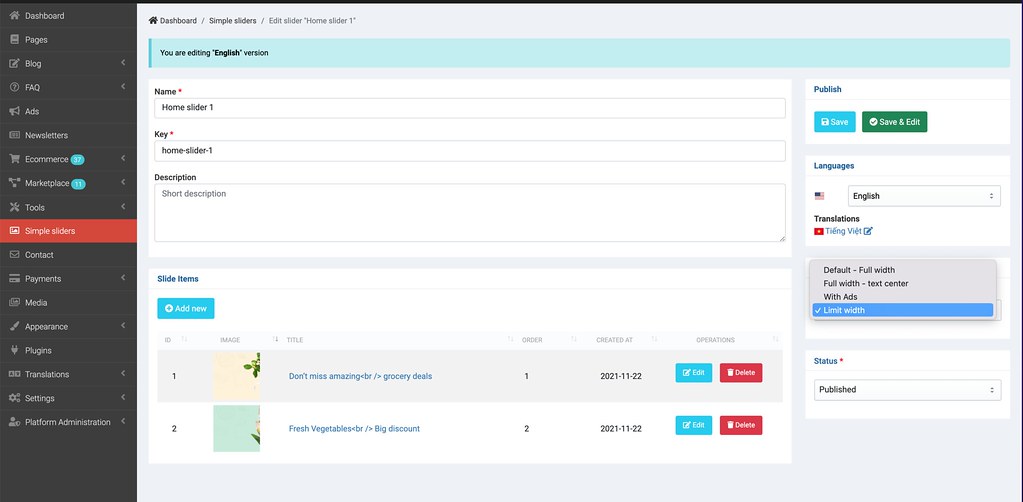 Dashboard
Pages
Blog
FAQ
Ads
Newsletters
Ecommerce 37
Marketplace 11
Tools
Simple sliders
Contact
Payments
Media
Appearance
Plugins
Translations
Settings
Platform Administration
Dashboard / Simple sliders / Edit slider "Home slider 1"
You are editing "English" version
Name *
Home slider 1
Key *
home-slider-1
Description
Short description
Slide Items
Add new
ID IMAGE TITLE ORDER CREATED AT OPERATIONS
1 Don't miss amazing<br /> grocery deals 1 2021-11-22 Edit Delete
2 Fresh Vegetables<br /> Big discount 2 2021-11-22 Edit Delete
Publish
Save Save & Edit
Languages
English
Translations
Tiếng Việt
Default - Full width
Full width - text center
With Ads
✓ Limit width
Status *
Published